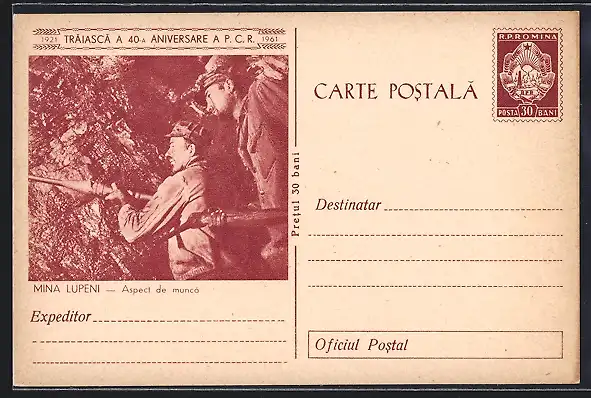 1921 TRĂIASCĂ A 40-A ANIVERSARE A P.C.R. 1961
MINA LUPENI — Aspect de muncă
Expeditor
Prețul 30 bani
CARTE POȘTALĂ
R.P.ROMINA
R.P.R.
POSTA 30 BANI
Destinatar
Oficiul Poștal